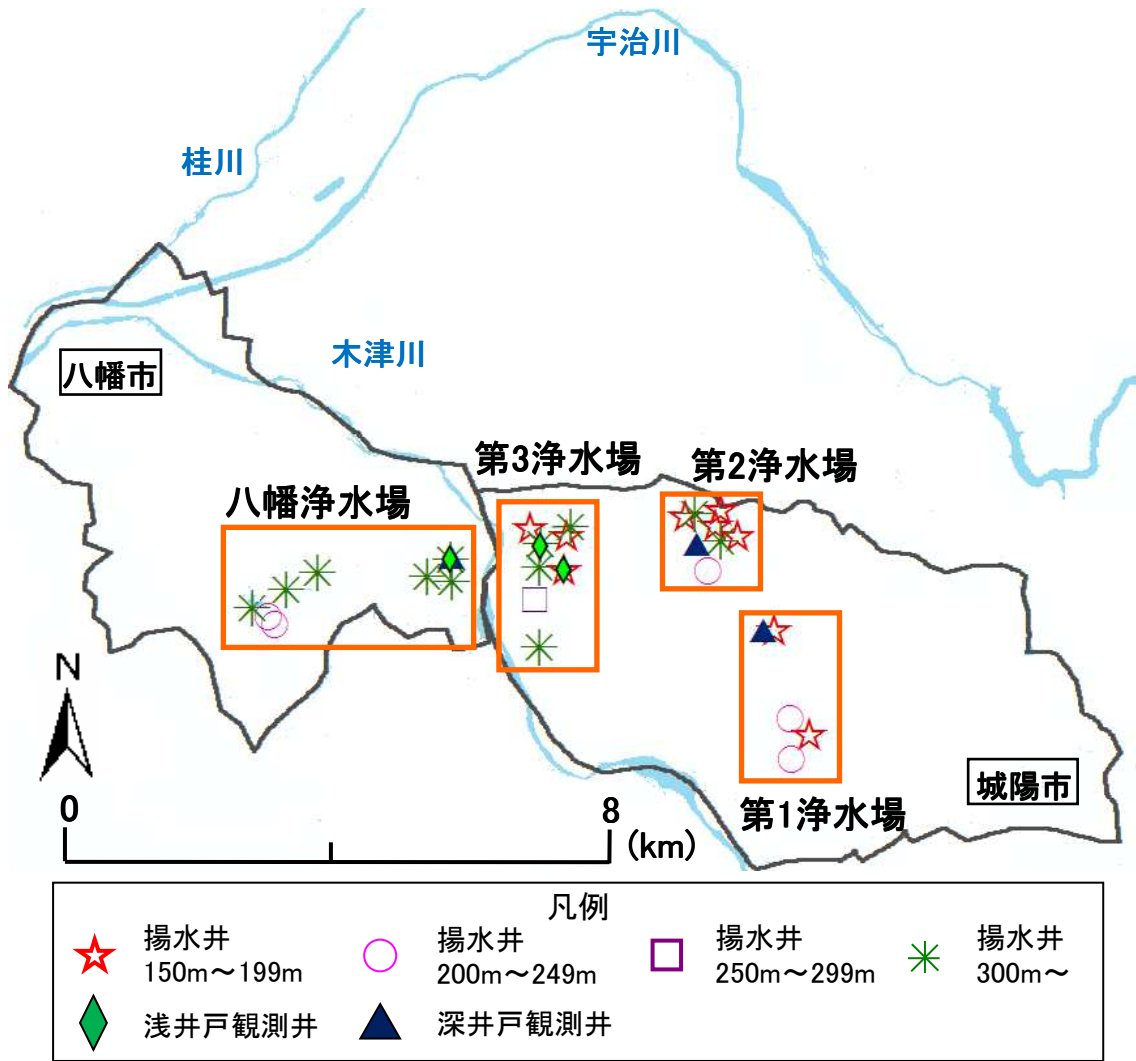 宇治川
桂川
木津川
八幡市
第3浄水場
第2浄水場
八幡浄水場
N
0
8
(km)
第1浄水場
城陽市
凡例
揚水井
150m～199m
揚水井
200m～249m
揚水井
250m～299m
揚水井
300m～
浅井戸観測井
深井戸観測井